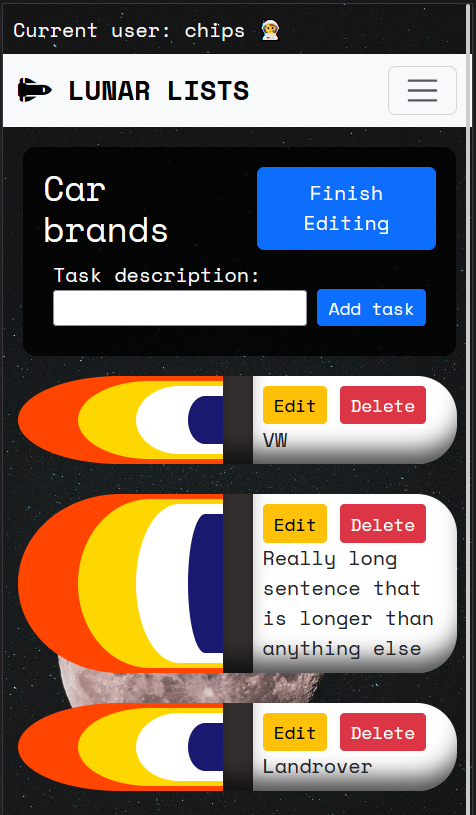 Current user: chips 👩‍🚀
LUNAR LISTS
Car
brands
Finish
Editing
Task description:
Add task
Edit Delete
VW
Edit Delete
Really long
sentence that
is longer than
anything else
Edit Delete
Landrover